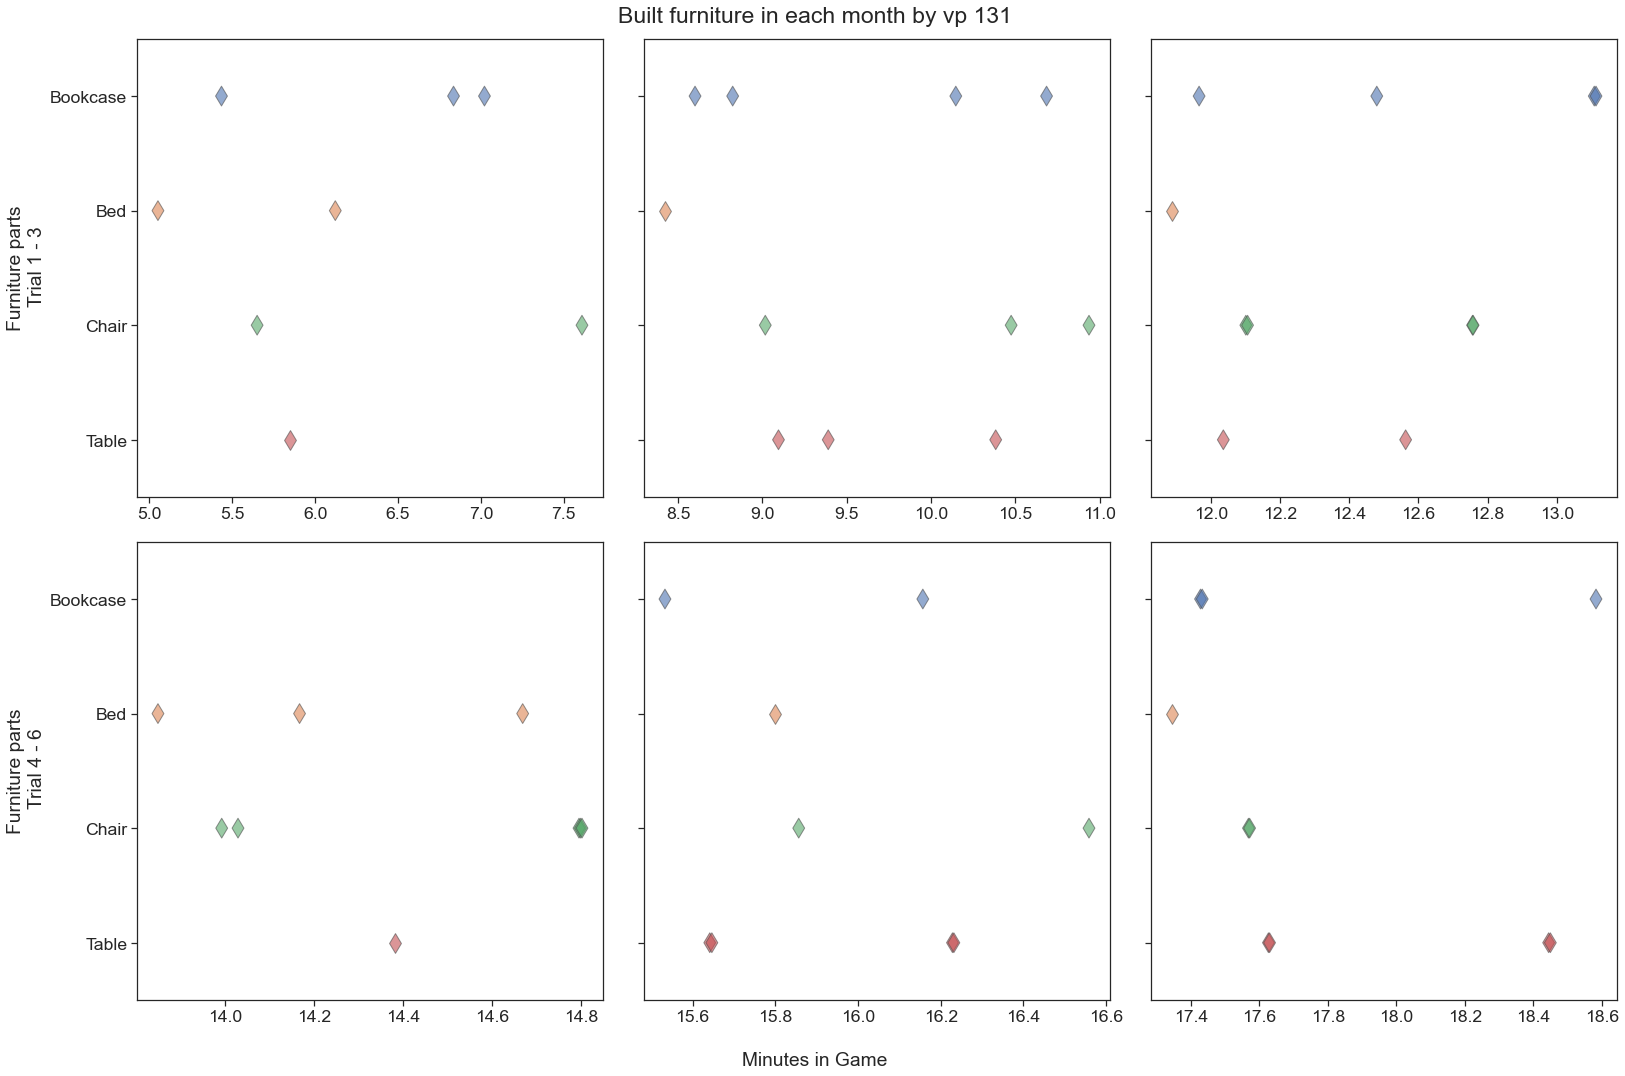 Built furniture in each month by vp 131
Furniture parts
Trial 1 - 3
Bookcase
Bed
Chair
Table
5.0 5.5 6.0 6.5 7.0 7.5
8.5 9.0 9.5 10.0 10.5 11.0
12.0 12.2 12.4 12.6 12.8 13.0
Furniture parts
Trial 4 - 6
Bookcase
Bed
Chair
Table
14.0 14.2 14.4 14.6 14.8
15.6 15.8 16.0 16.2 16.4 16.6
17.4 17.6 17.8 18.0 18.2 18.4 18.6
Minutes in Game